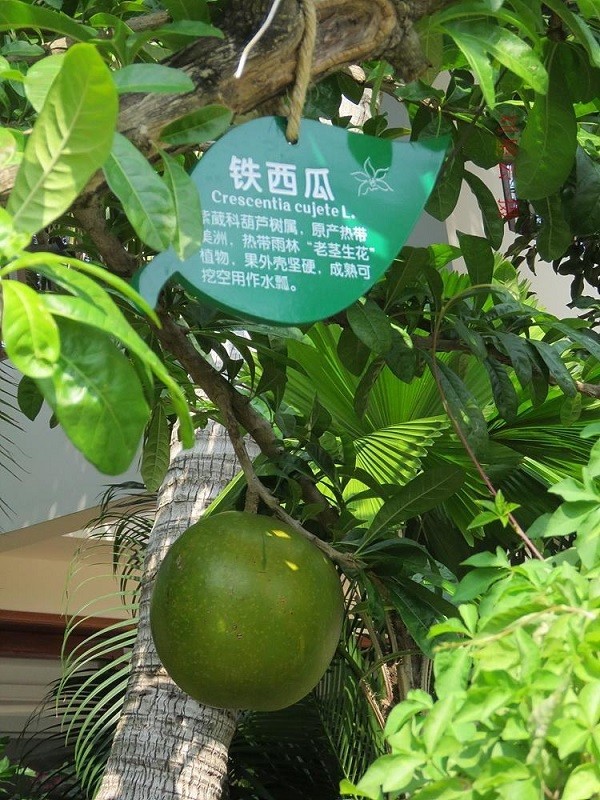 铁西瓜
Crescentia cujete L.
紫葳科葫芦树属，原产热带
美洲，热带雨林“老茎生花”
植物，果外壳坚硬，成熟可
挖空用作水瓢。